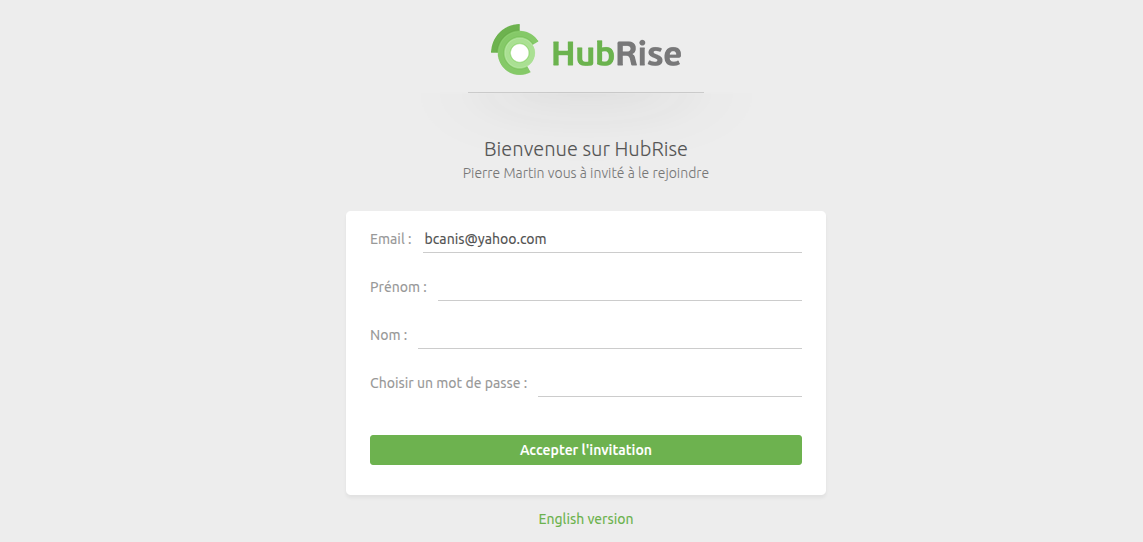 HubRise
Bienvenue sur HubRise
Pierre Martin vous à invité à le rejoindre
Email : bcanis@yahoo.com
Prénom :
Nom :
Choisir un mot de passe :
Accepter l'invitation
English version